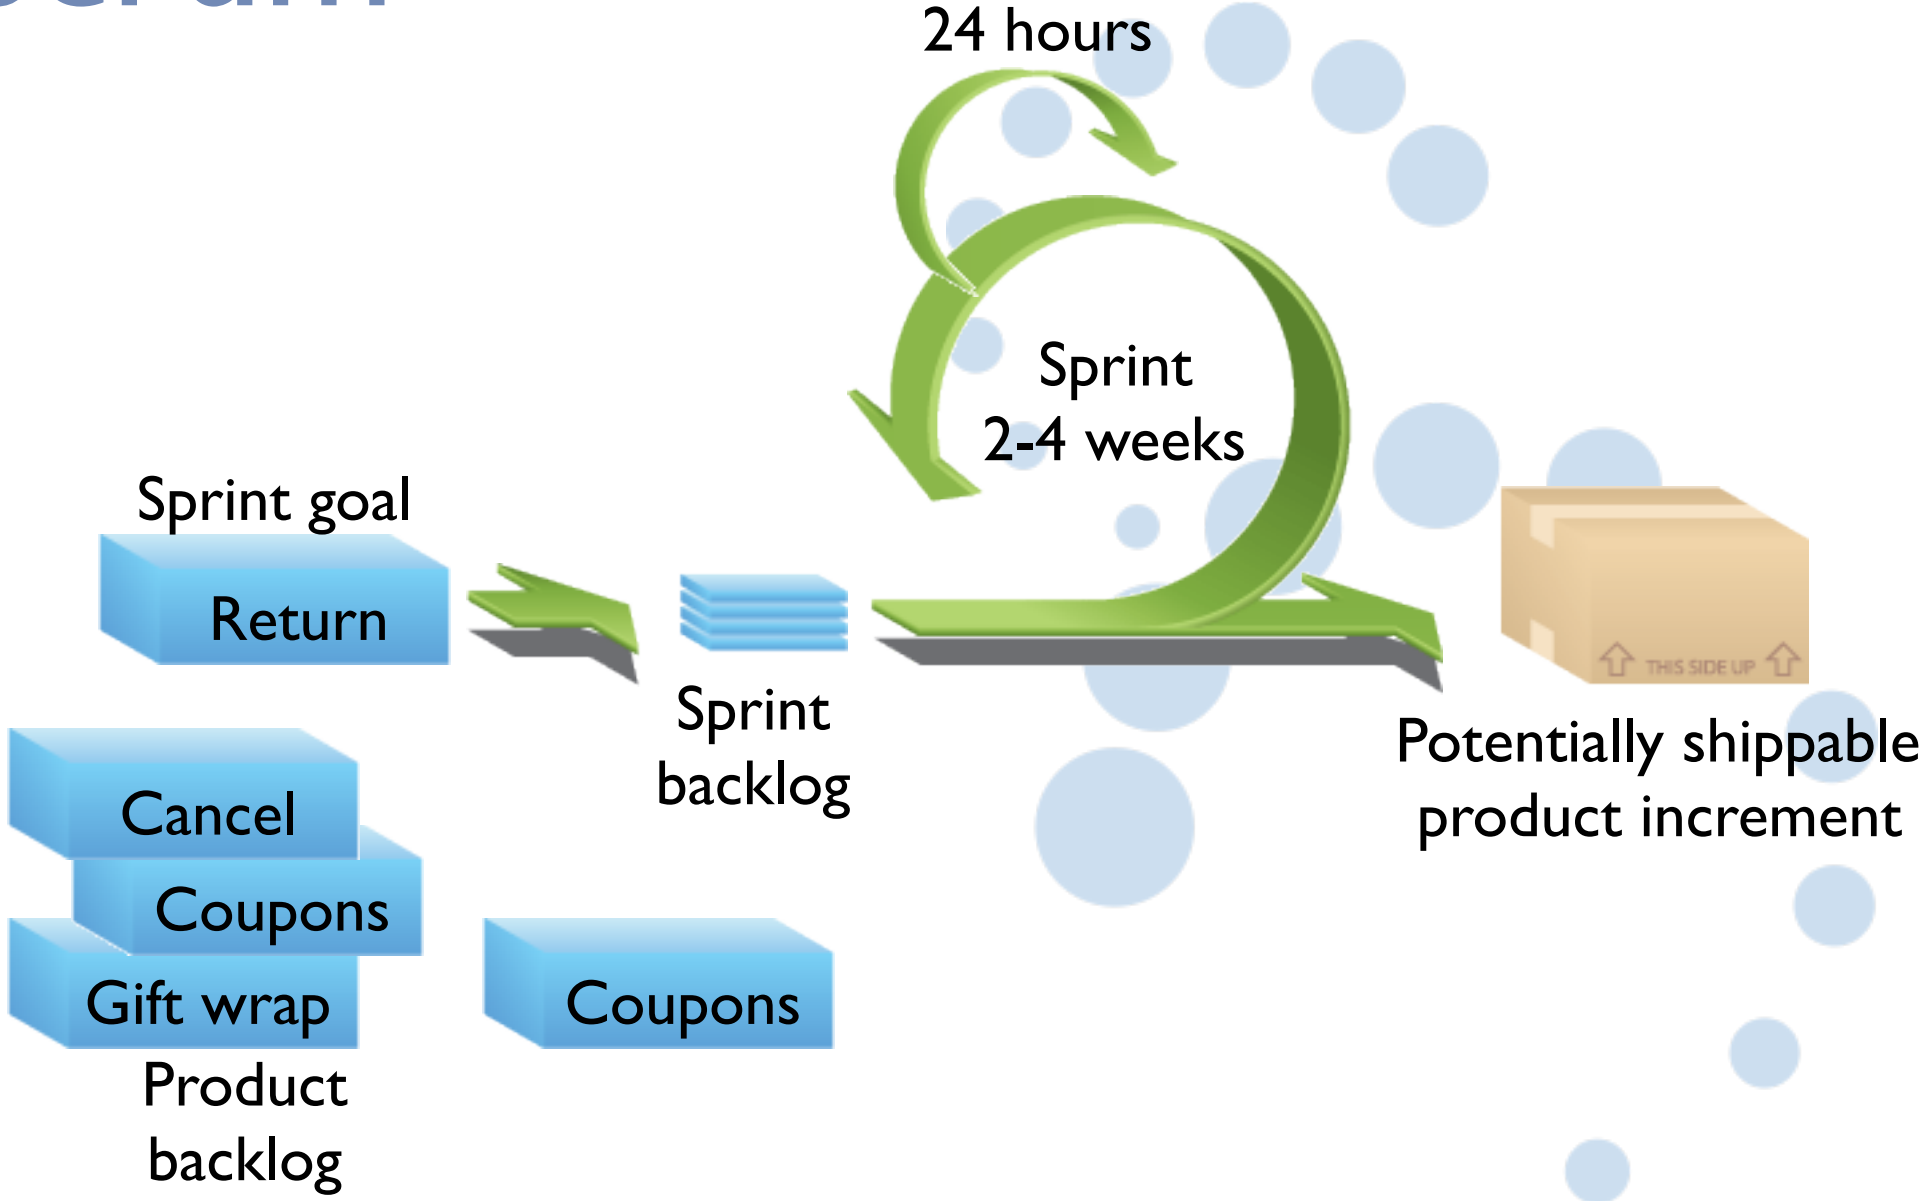 24 hours
Sprint
2-4 weeks
Sprint goal
Return
Sprint
backlog
THIS SIDE UP
Potentially shippable
product increment
Cancel
Coupons
Gift wrap
Coupons
Product
backlog